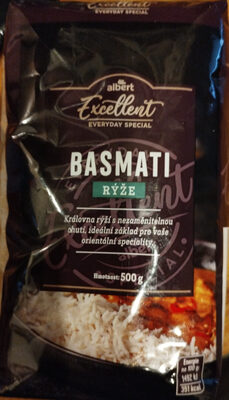 albert
Excellent
EVERYDAY SPECIAL
BASMATI
RÝŽE
Královna rýží s nezaměnitelnou
chutí, ideální základ pro vaše
orientální speciality.
Hmotnost: 500 g
Energie
na 100 g
1492 kJ
351 kcal